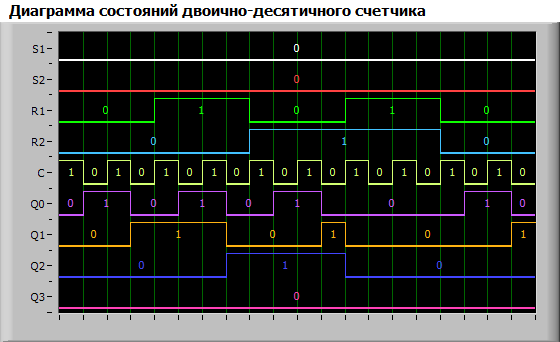 Диаграмма состояний двоично-десятичного счетчика
S1 0
S2 0
R1 0 1 0 1 0
R2 0 1 0
C 1 0 1 0 1 0 1 0 1 0 1 0 1 0 1 0 1 0 1 0
Q0 0 1 0 1 0 1 0 1 0
Q1 0 1 0 1 0 1
Q2 0 1 0
Q3 0